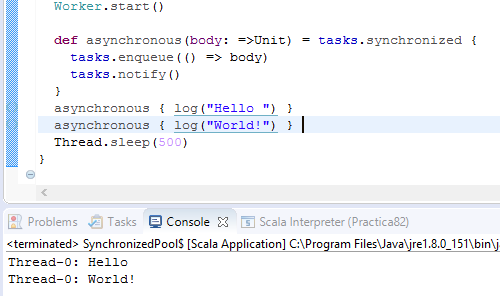 Worker.start()
def asynchronous(body: =>Unit) = tasks.synchronized {
tasks.enqueue(() => body)
tasks.notify()
}
asynchronous { log("Hello ") }
asynchronous { log("World!") }
Thread.sleep(500)
}
Problems Tasks Console Scala Interpreter (Practica82)
<terminated> SynchronizedPool$ [Scala Application] C:\Program Files\Java\jre1.8.0_151\bin\j
Thread-0: Hello
Thread-0: World!